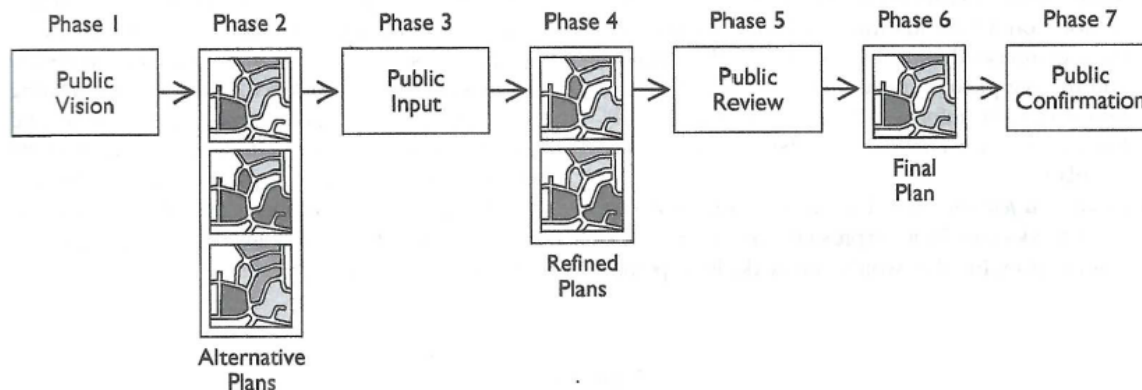 Phase 1
Phase 2
Phase 3
Phase 4
Phase 5
Phase 6
Phase 7
Public
Vision
Public
Input
Public
Review
Public
Confirmation
Final
Plan
Refined
Plans
Alternative
Plans